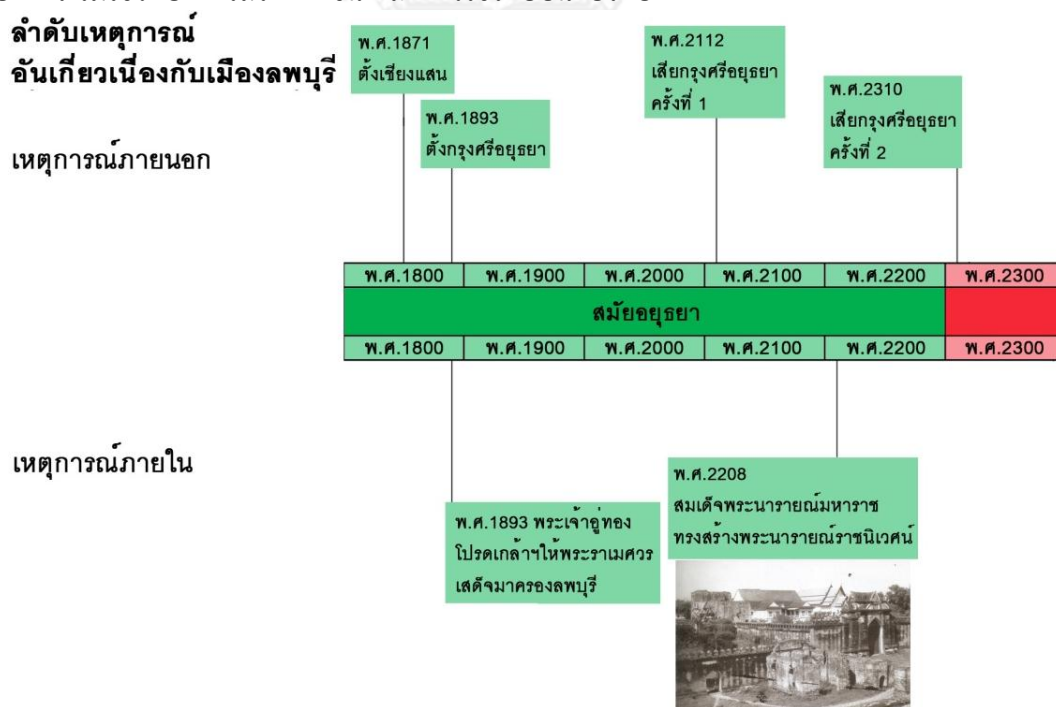 ลำดับเหตุการณ์
อันเกี่ยวเนื่องกับเมืองลพบุรี
พ.ศ.1871
ตั้งเชียงแสน
พ.ศ.1893
ตั้งกรุงศรีอยุธยา
พ.ศ.2112
เสียกรุงศรีอยุธยา
ครั้งที่ 1
พ.ศ.2310
เสียกรุงศรีอยุธยา
ครั้งที่ 2
เหตุการณ์ภายนอก
พ.ศ.1800 พ.ศ.1900 พ.ศ.2000 พ.ศ.2100 พ.ศ.2200 พ.ศ.2300
สมัยอยุธยา
พ.ศ.1800 พ.ศ.1900 พ.ศ.2000 พ.ศ.2100 พ.ศ.2200 พ.ศ.2300
เหตุการณ์ภายใน
พ.ศ.1893 พระเจ้าอู่ทอง
โปรดเกล้าฯให้พระราเมศวร
เสด็จมาครองลพบุรี
พ.ศ.2208
สมเด็จพระนารายณ์มหาราช
ทรงสร้างพระนารายณ์ราชนิเวศน์